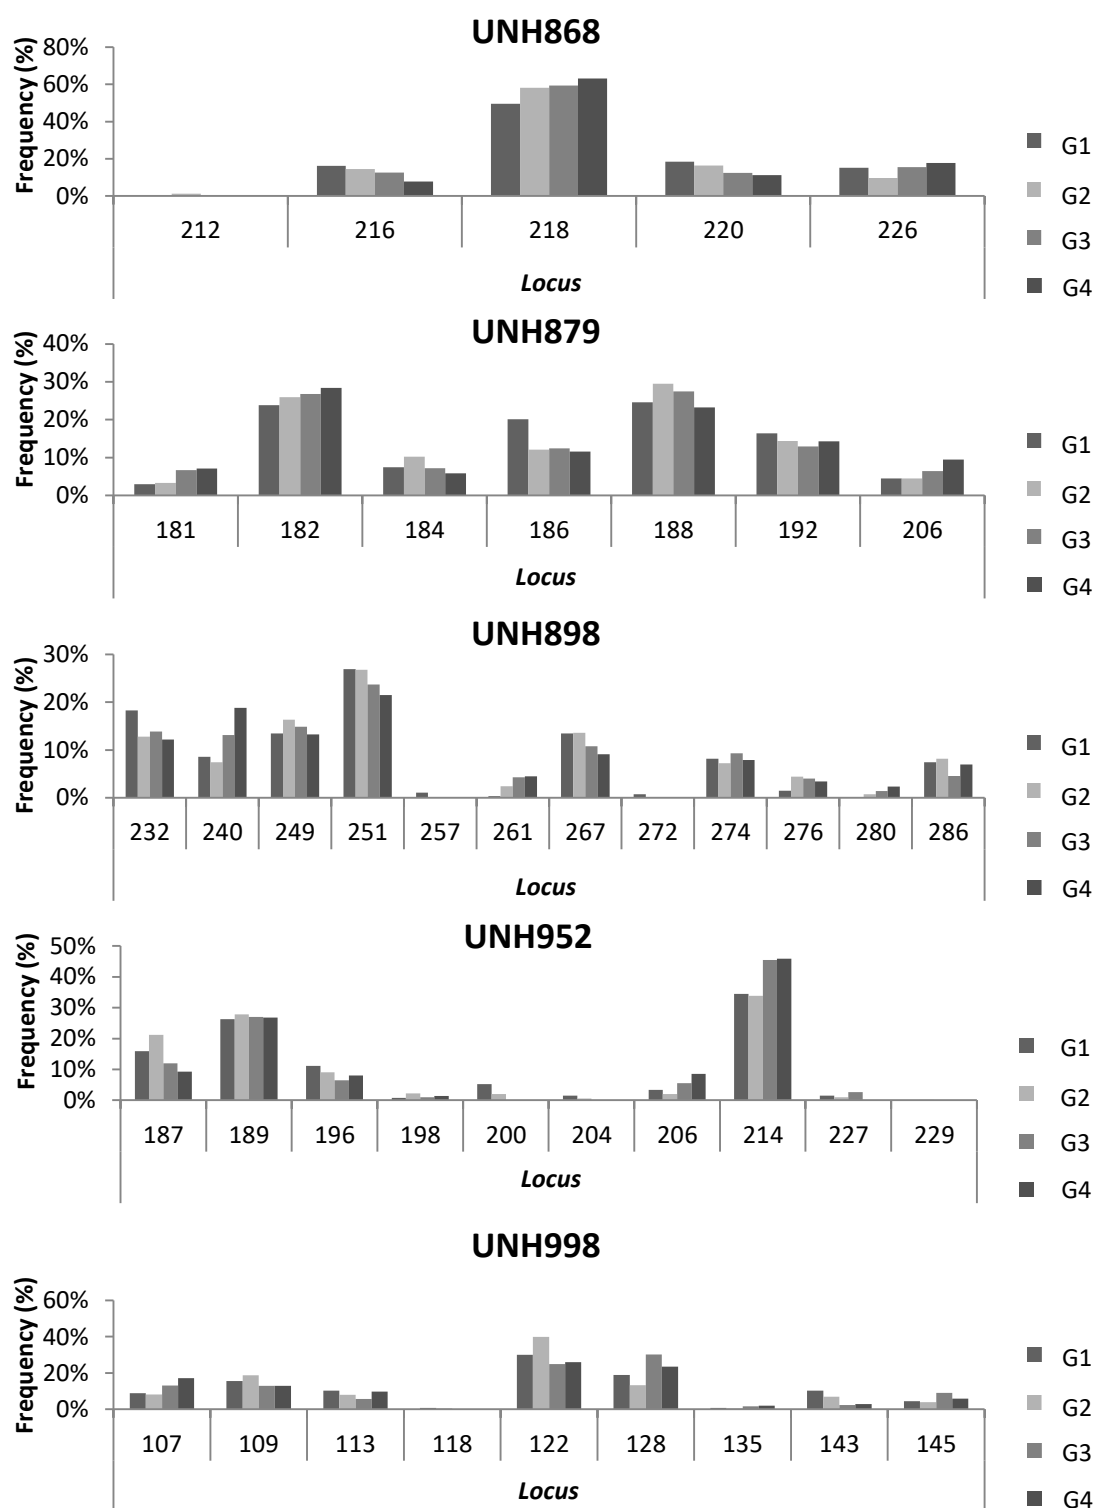 UNH868
Frequency (%)
80%
60%
40%
20%
0%
212 216 218 220 226
Locus
G1
G2
G3
G4
UNH879
Frequency (%)
40%
30%
20%
10%
0%
181 182 184 186 188 192 206
Locus
G1
G2
G3
G4
UNH898
Frequency (%)
30%
20%
10%
0%
232 240 249 251 257 261 267 272 274 276 280 286
Locus
G1
G2
G3
G4
UNH952
Frequency (%)
50%
40%
30%
20%
10%
0%
187 189 196 198 200 204 206 214 227 229
Locus
G1
G2
G3
G4
UNH998
Frequency (%)
60%
40%
20%
0%
107 109 113 118 122 128 135 143 145
Locus
G1
G2
G3
G4